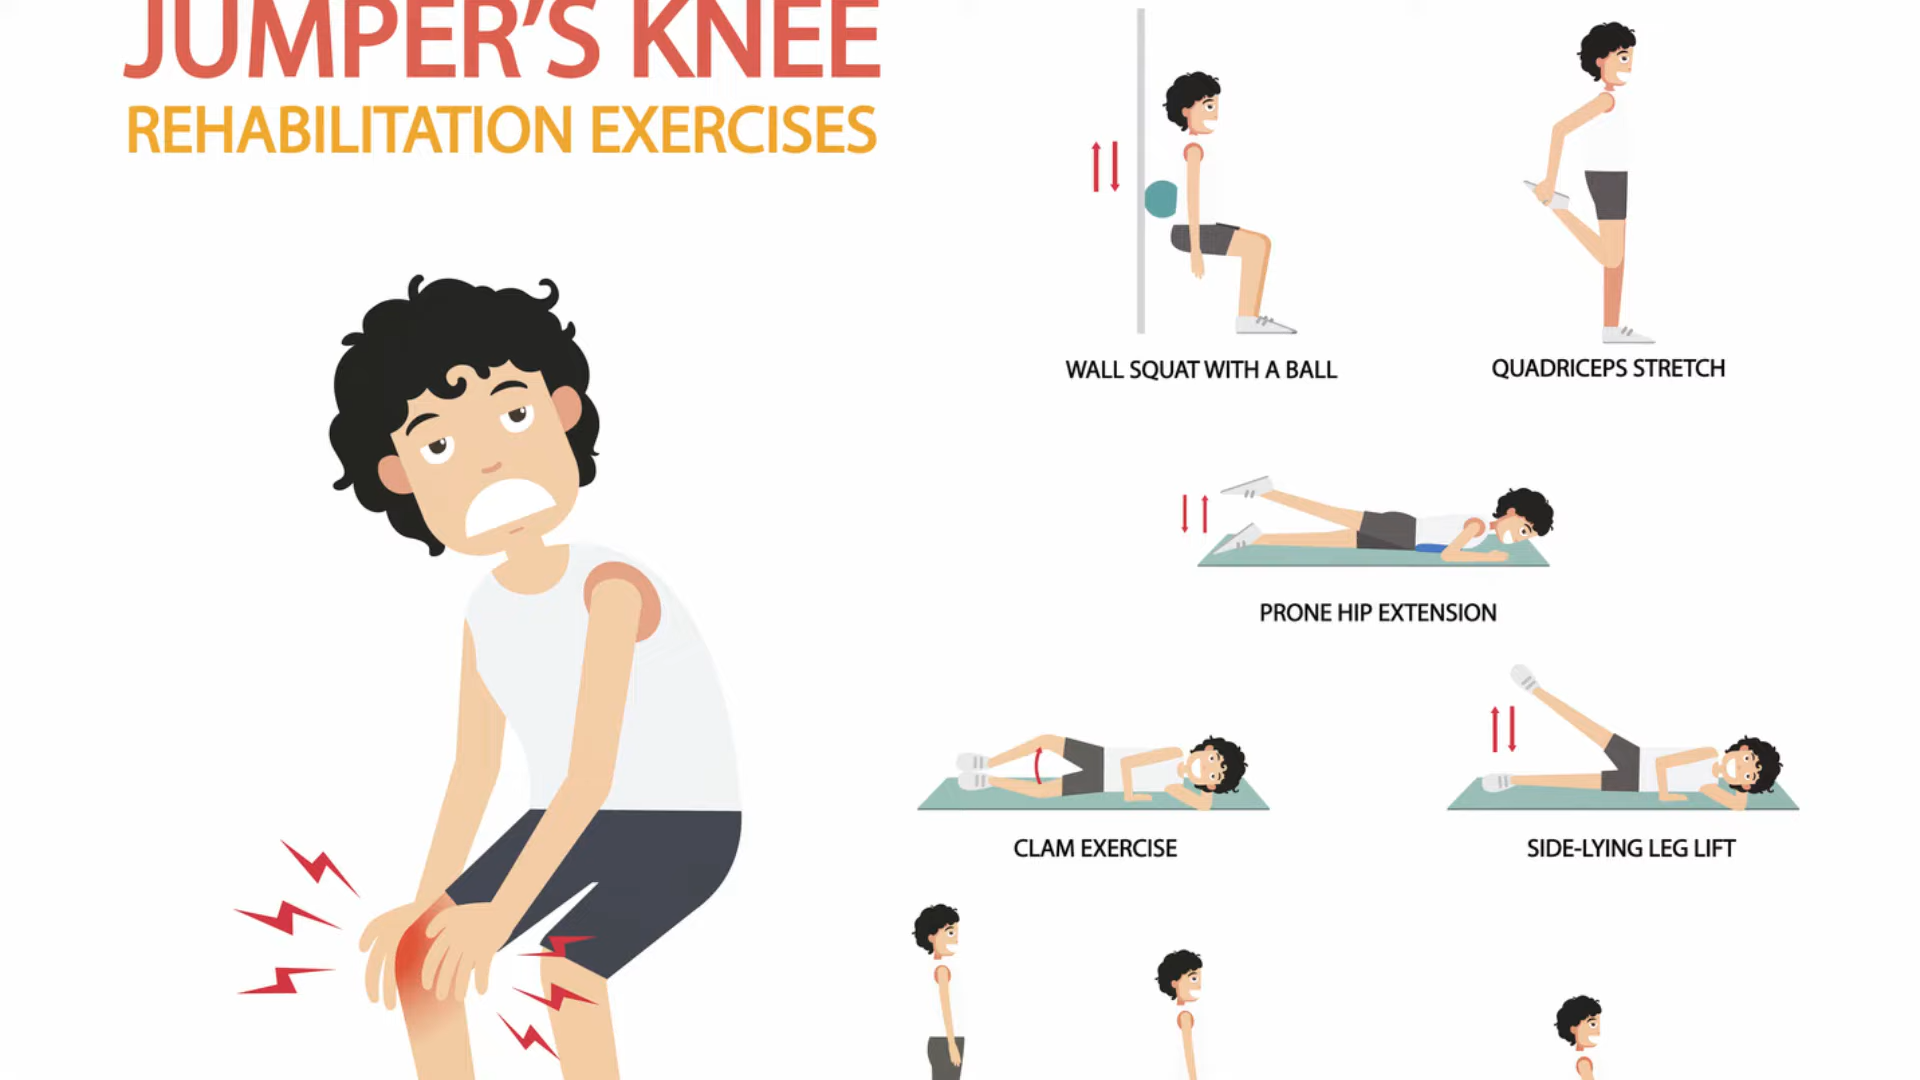 JUMPER'S KNEE
REHABILITATION EXERCISES
WALL SQUAT WITH A BALL
QUADRICEPS STRETCH
PRONE HIP EXTENSION
CLAM EXERCISE
SIDE-LYING LEG LIFT